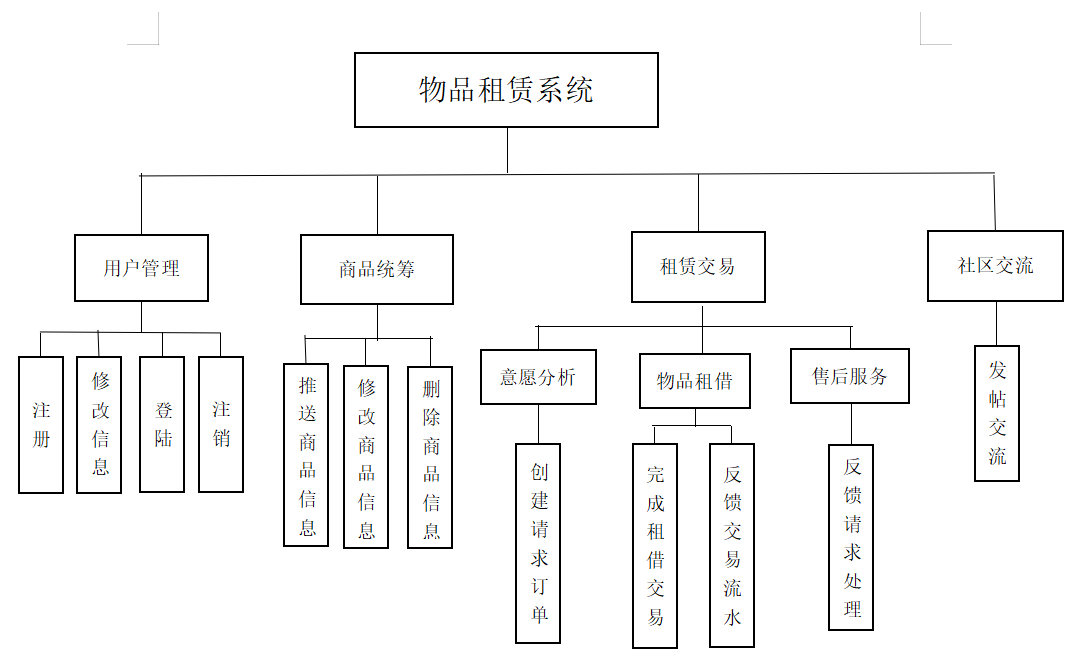 物品租赁系统
用户管理
商品统筹
租赁交易
社区交流
注册
修改信息
登陆
注销
推送商品信息
修改商品信息
删除商品信息
意愿分析
物品租借
售后服务
发帖交流
创建请求订单
完成租借交易
反馈交易流水
反馈请求处理